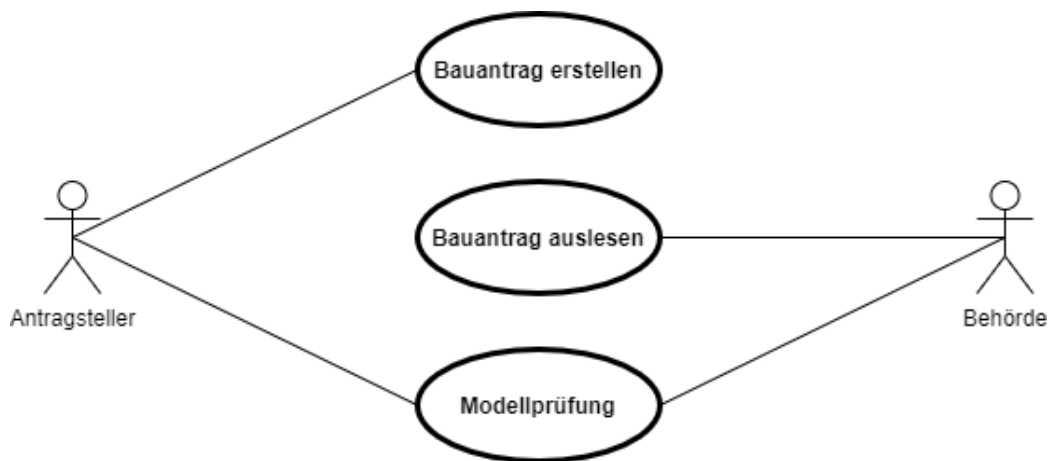 Bauantrag erstellen
Bauantrag auslesen
Antragsteller
Behörde
Modellprüfung